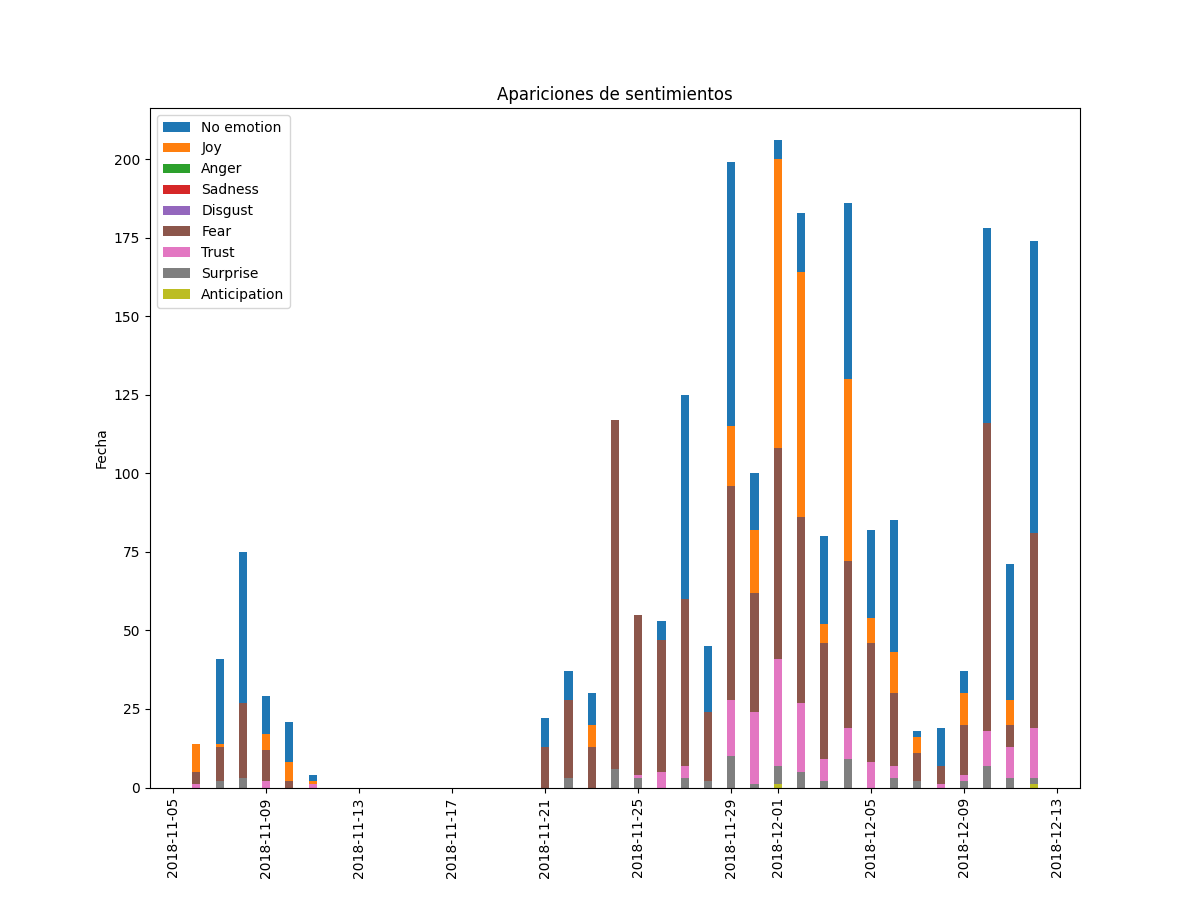 Apariciones de sentimientos
No emotion
Joy
Anger
Sadness
Disgust
Fear
Trust
Surprise
Anticipation
Fecha
200
175
150
125
100
75
50
25
0
2018-11-05
2018-11-09
2018-11-13
2018-11-17
2018-11-21
2018-11-25
2018-11-29
2018-12-01
2018-12-05
2018-12-09
2018-12-13